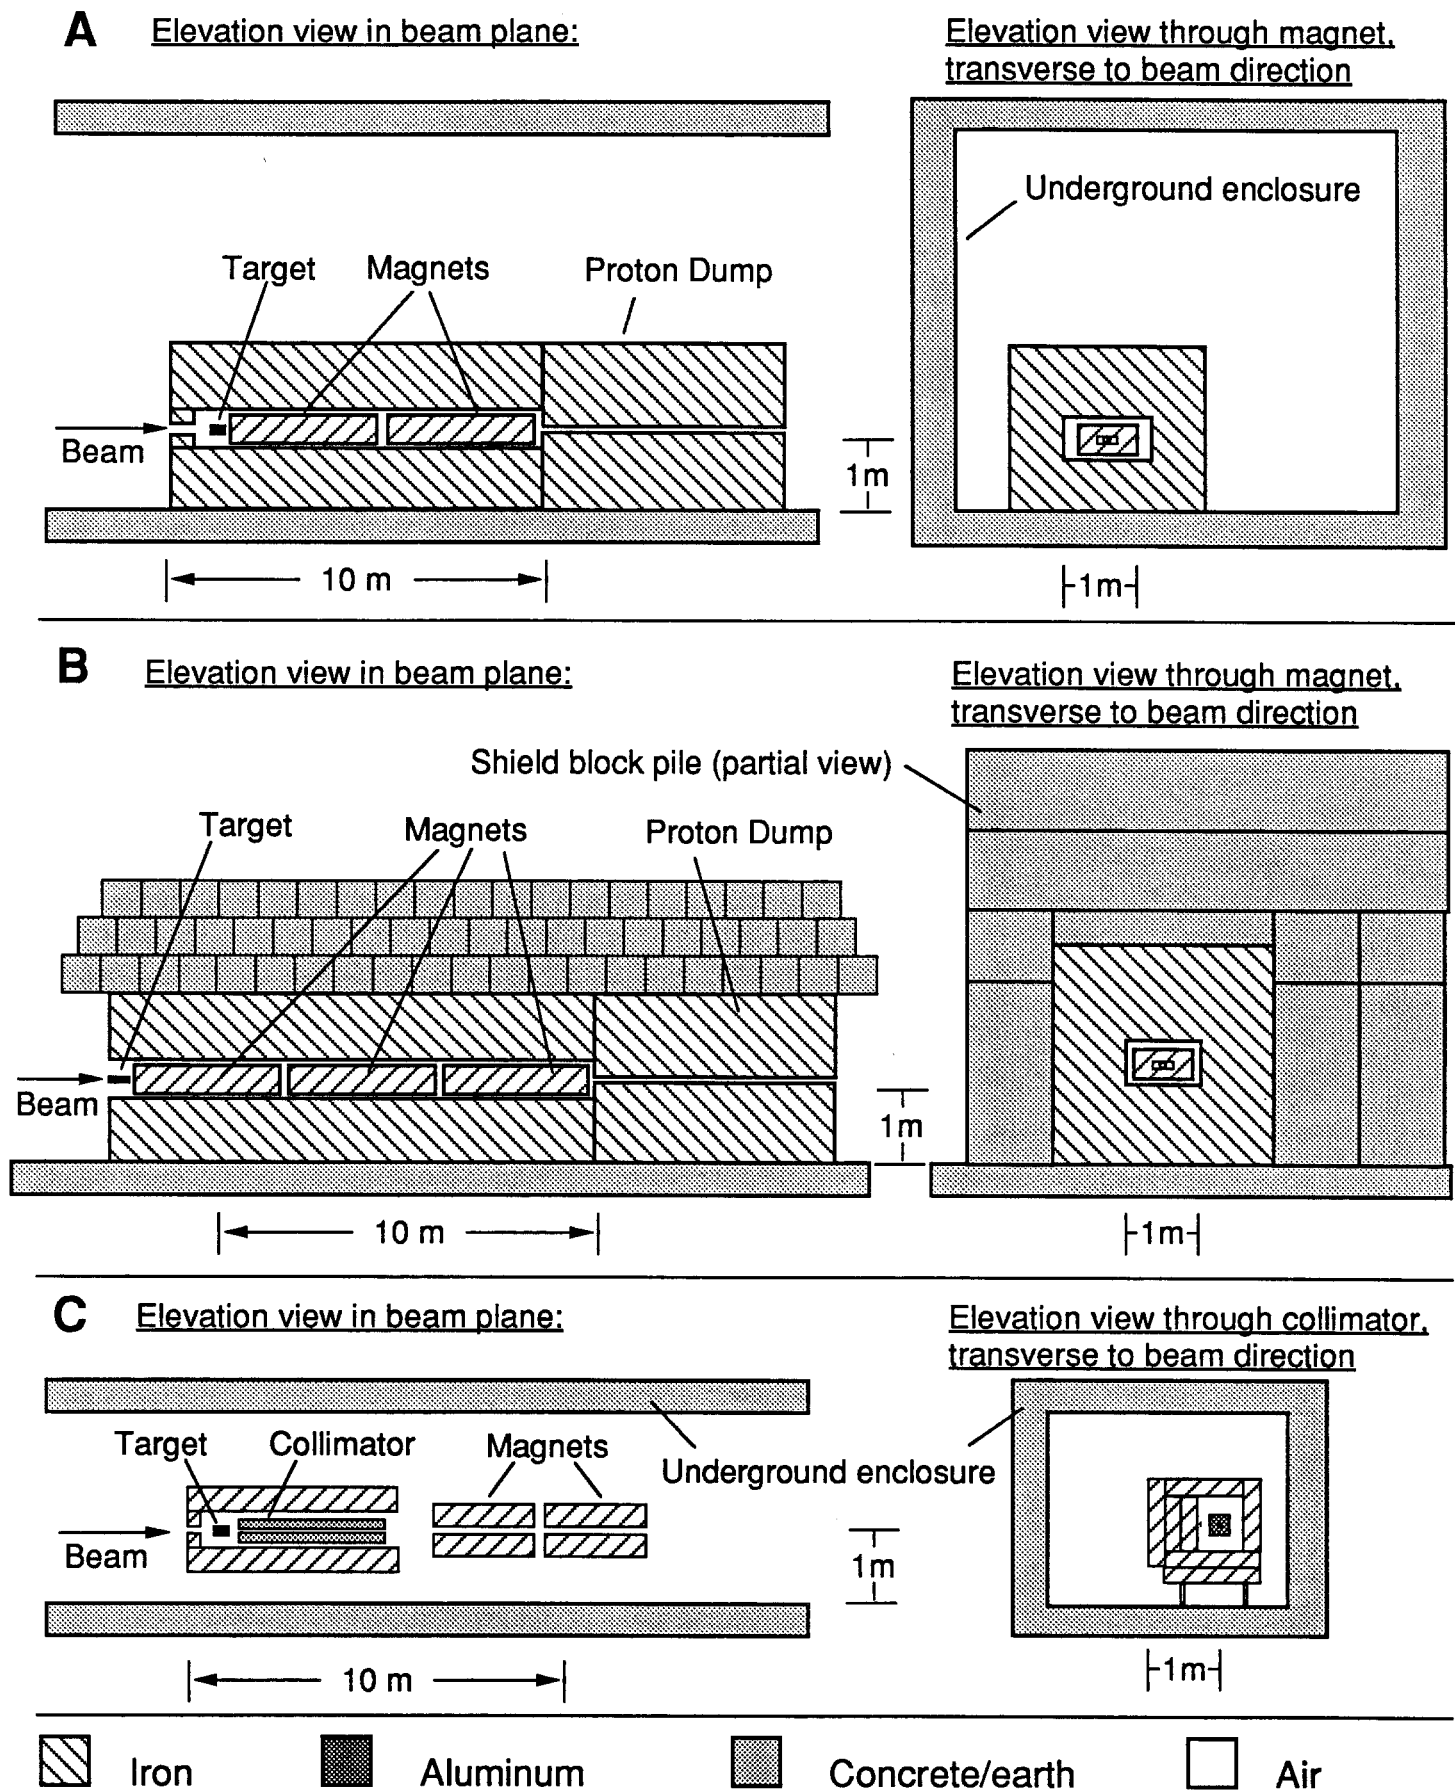 A
Elevation view in beam plane:
Elevation view through magnet,
transverse to beam direction
Underground enclosure
Target
Magnets
Proton Dump
Beam
1m
10 m
1m
B
Elevation view in beam plane:
Elevation view through magnet,
transverse to beam direction
Shield block pile (partial view)
Target
Magnets
Proton Dump
Beam
1m
10 m
1m
C
Elevation view in beam plane:
Elevation view through collimator,
transverse to beam direction
Target
Collimator
Magnets
Underground enclosure
Beam
1m
10 m
1m
Iron
Aluminum
Concrete/earth
Air